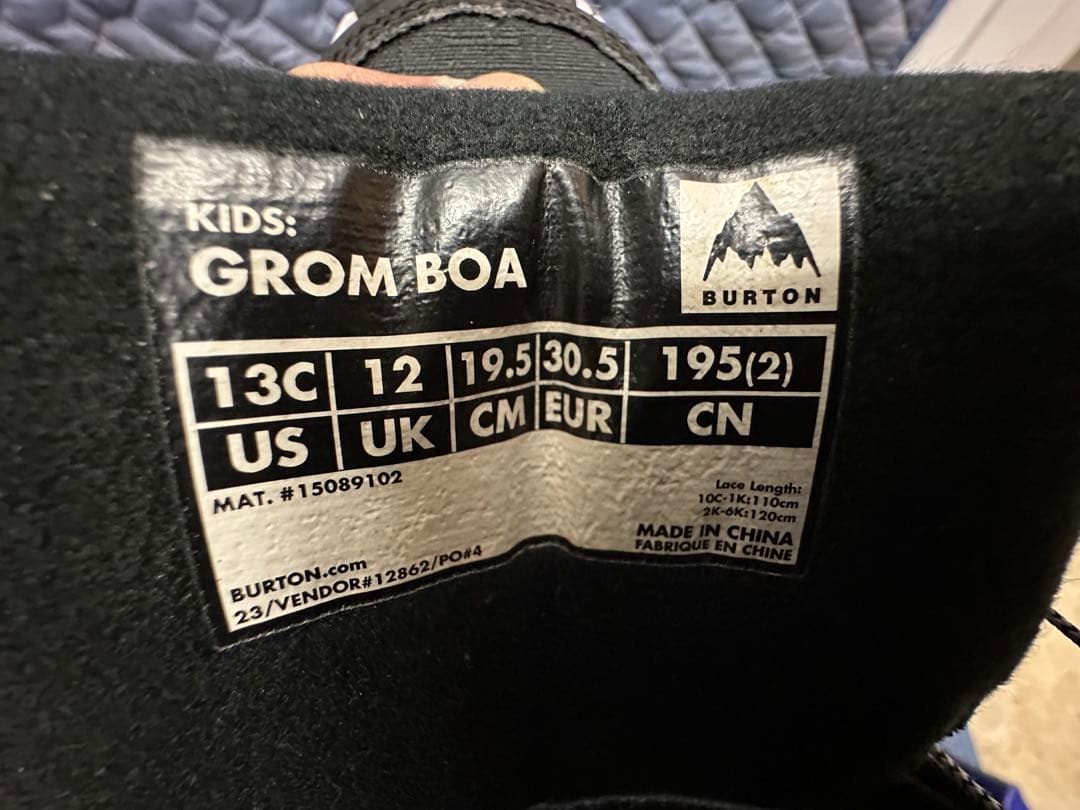 KIDS:
GROM BOA
BURTON
13C 12 19.5 30.5 195(2)
US UK CM EUR CN
MAT. #15089102
Lace Length:
10C-1K:110cm
2K-6K:120cm
MADE IN CHINA
FABRIQUE EN CHINE
BURTON.com
23/VENDOR#12862/PO#4